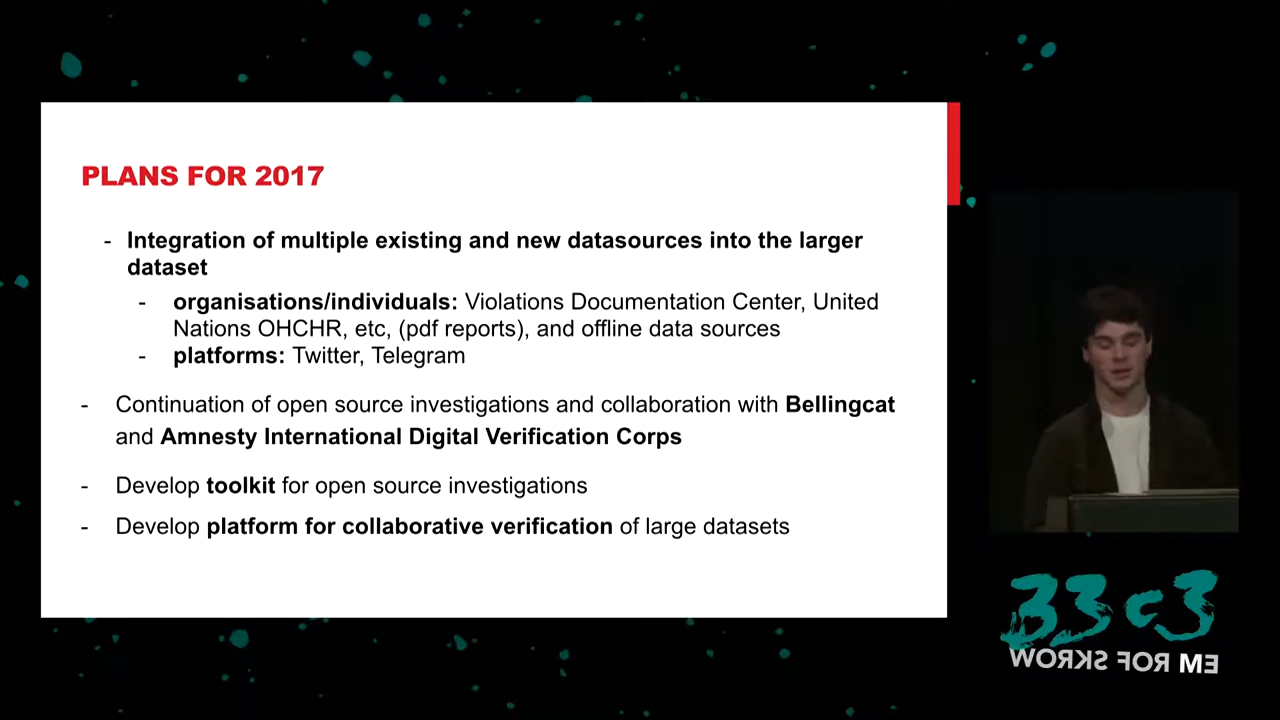 PLANS FOR 2017
- Integration of multiple existing and new datasources into the larger
dataset
- organisations/individuals: Violations Documentation Center, United
Nations OHCHR, etc, (pdf reports), and offline data sources
- platforms: Twitter, Telegram
- Continuation of open source investigations and collaboration with Bellingcat
and Amnesty International Digital Verification Corps
- Develop toolkit for open source investigations
- Develop platform for collaborative verification of large datasets
33c3
WORKS FOR ME